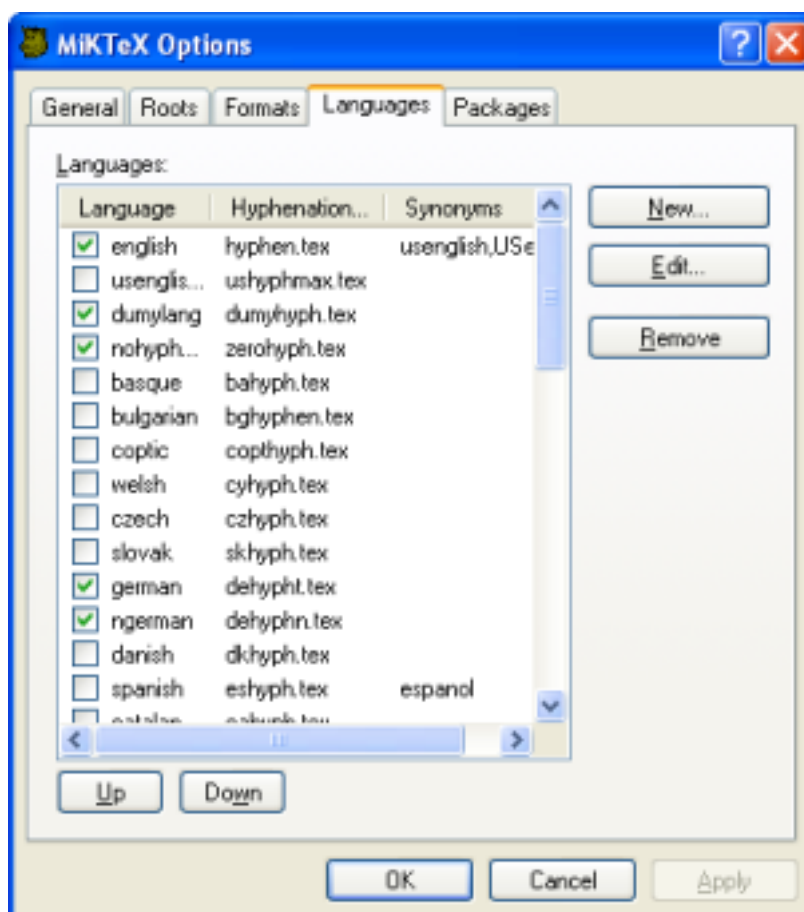 MiKTeX Options
General Roots Formats Languages Packages
Languages:
Language Hyphenation... Synonyms
english hyphen.tex usenglish,USe
usenglis... ushyphmax.tex
dumylang dumyhyph.tex
nohyph... zerohyph.tex
basque bahyph.tex
bulgarian bghyphen.tex
coptic copthyph.tex
welsh cyhyph.tex
czech czhyph.tex
slovak skhyph.tex
german dehypht.tex
ngerman dehyphn.tex
danish dkhyph.tex
spanish eshyph.tex espanol
catalan
New...
Edit...
Remove
Up Down
OK Cancel Apply